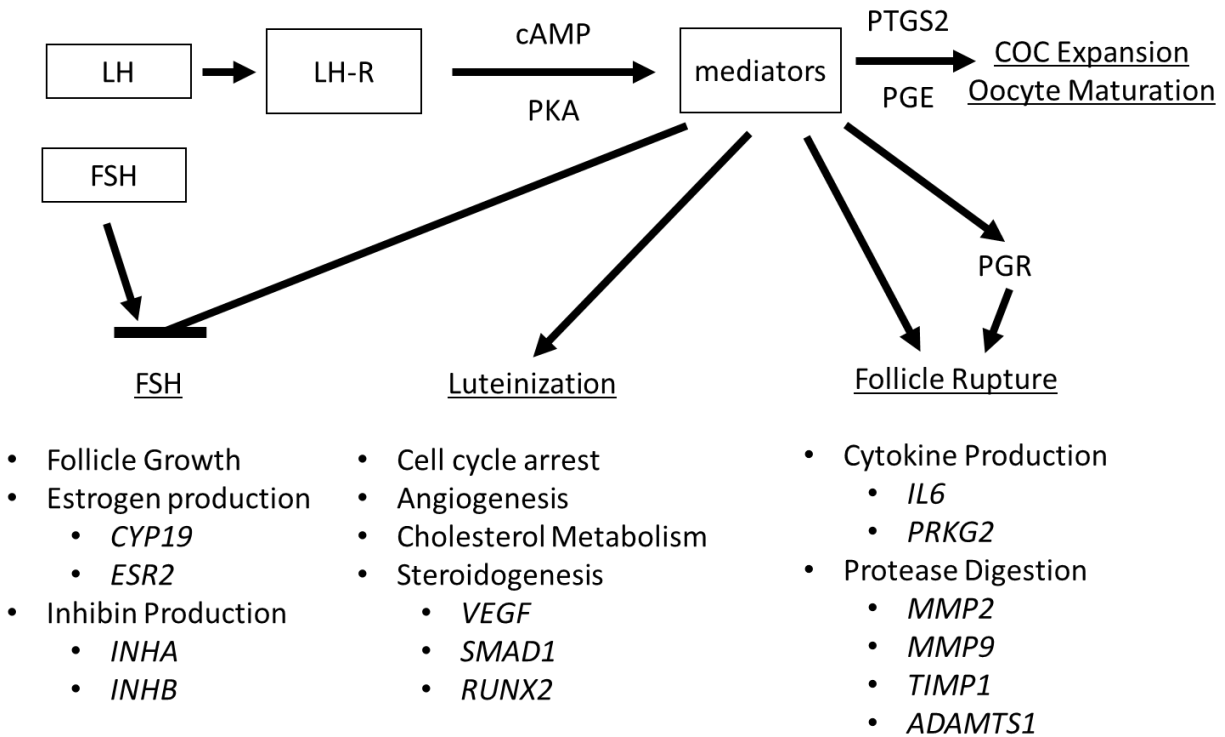 LH
LH-R
cAMP
PKA
mediators
PTGS2
PGE
COC Expansion
Oocyte Maturation
FSH
PGR
FSH
• Follicle Growth
• Estrogen production
• CYP19
• ESR2
• Inhibin Production
• INHA
• INHB
Luteinization
• Cell cycle arrest
• Angiogenesis
• Cholesterol Metabolism
• Steroidogenesis
• VEGF
• SMAD1
• RUNX2
Follicle Rupture
• Cytokine Production
• IL6
• PRKG2
• Protease Digestion
• MMP2
• MMP9
• TIMP1
• ADAMTS1